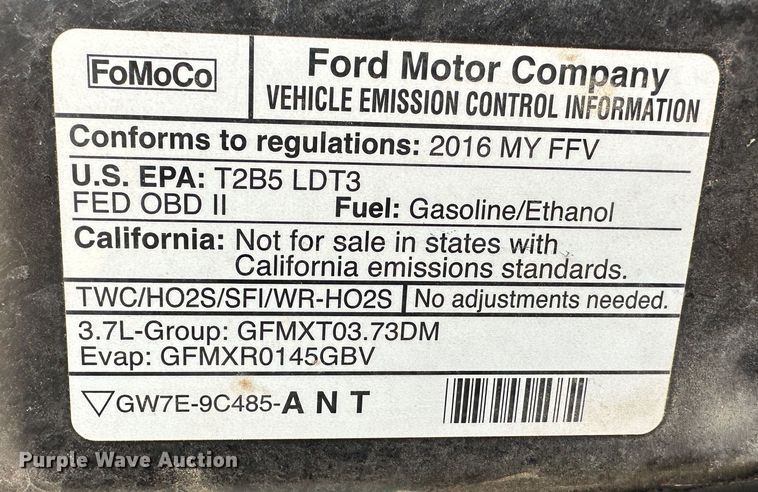 FoMoCo
Ford Motor Company
VEHICLE EMISSION CONTROL INFORMATION
Conforms to regulations: 2016 MY FFV
U.S. EPA: T2B5 LDT3
FED OBD II Fuel: Gasoline/Ethanol
California: Not for sale in states with
California emissions standards.
TWC/HO2S/SFI/WR-HO2S No adjustments needed.
3.7L-Group: GFMXT03.73DM
Evap: GFMXR0145GBV
GW7E-9C485-A N T
Purple Wave Auction